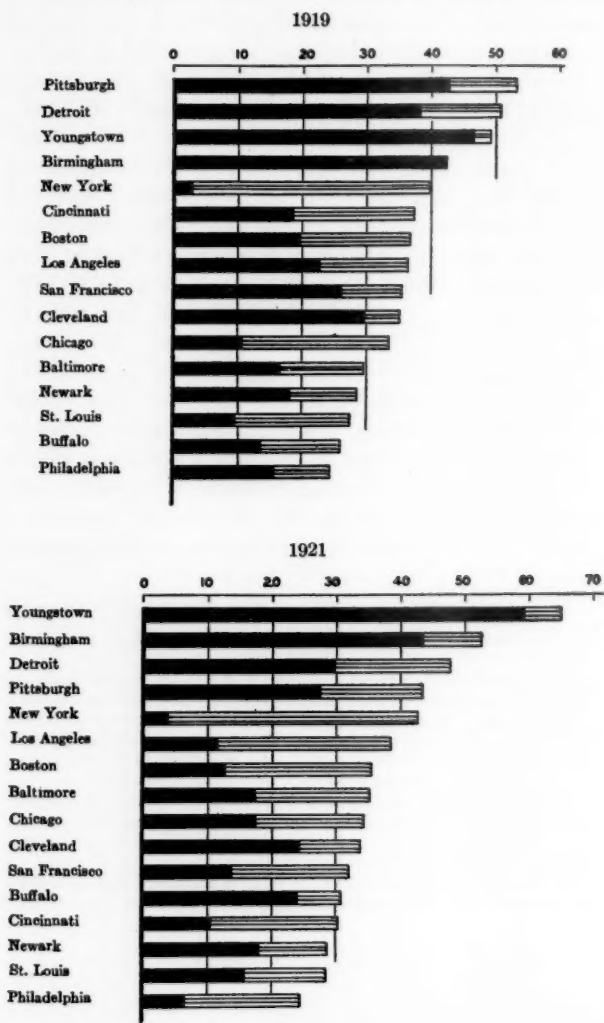 1919
0 10 20 30 40 50 60
Pittsburgh
Detroit
Youngstown
Birmingham
New York
Cincinnati
Boston
Los Angeles
San Francisco
Cleveland
Chicago
Baltimore
Newark
St. Louis
Buffalo
Philadelphia
1921
0 10 20 30 40 50 60 70
Youngstown
Birmingham
Detroit
Pittsburgh
New York
Los Angeles
Boston
Baltimore
Chicago
Cleveland
San Francisco
Buffalo
Cincinnati
Newark
St. Louis
Philadelphia